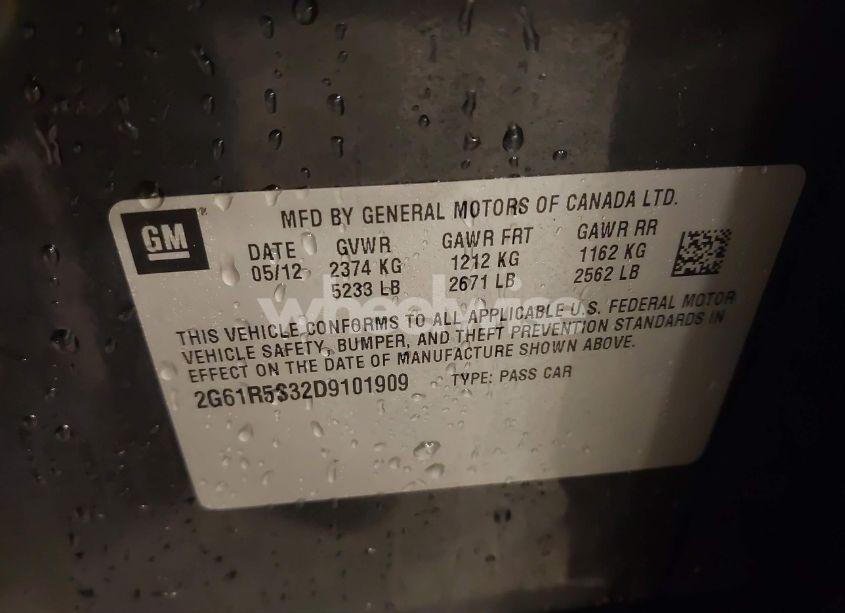 GM®
MFD BY GENERAL MOTORS OF CANADA LTD.
DATE GVWR GAWR FRT GAWR RR
05/12 2374 KG 1212 KG 1162 KG
5233 LB 2671 LB 2562 LB
wheelwise
THIS VEHICLE CONFORMS TO ALL APPLICABLE U.S. FEDERAL MOTOR
VEHICLE SAFETY, BUMPER, AND THEFT PREVENTION STANDARDS IN
EFFECT ON THE DATE OF MANUFACTURE SHOWN ABOVE.
2G61R5S32D9101909 TYPE: PASS CAR